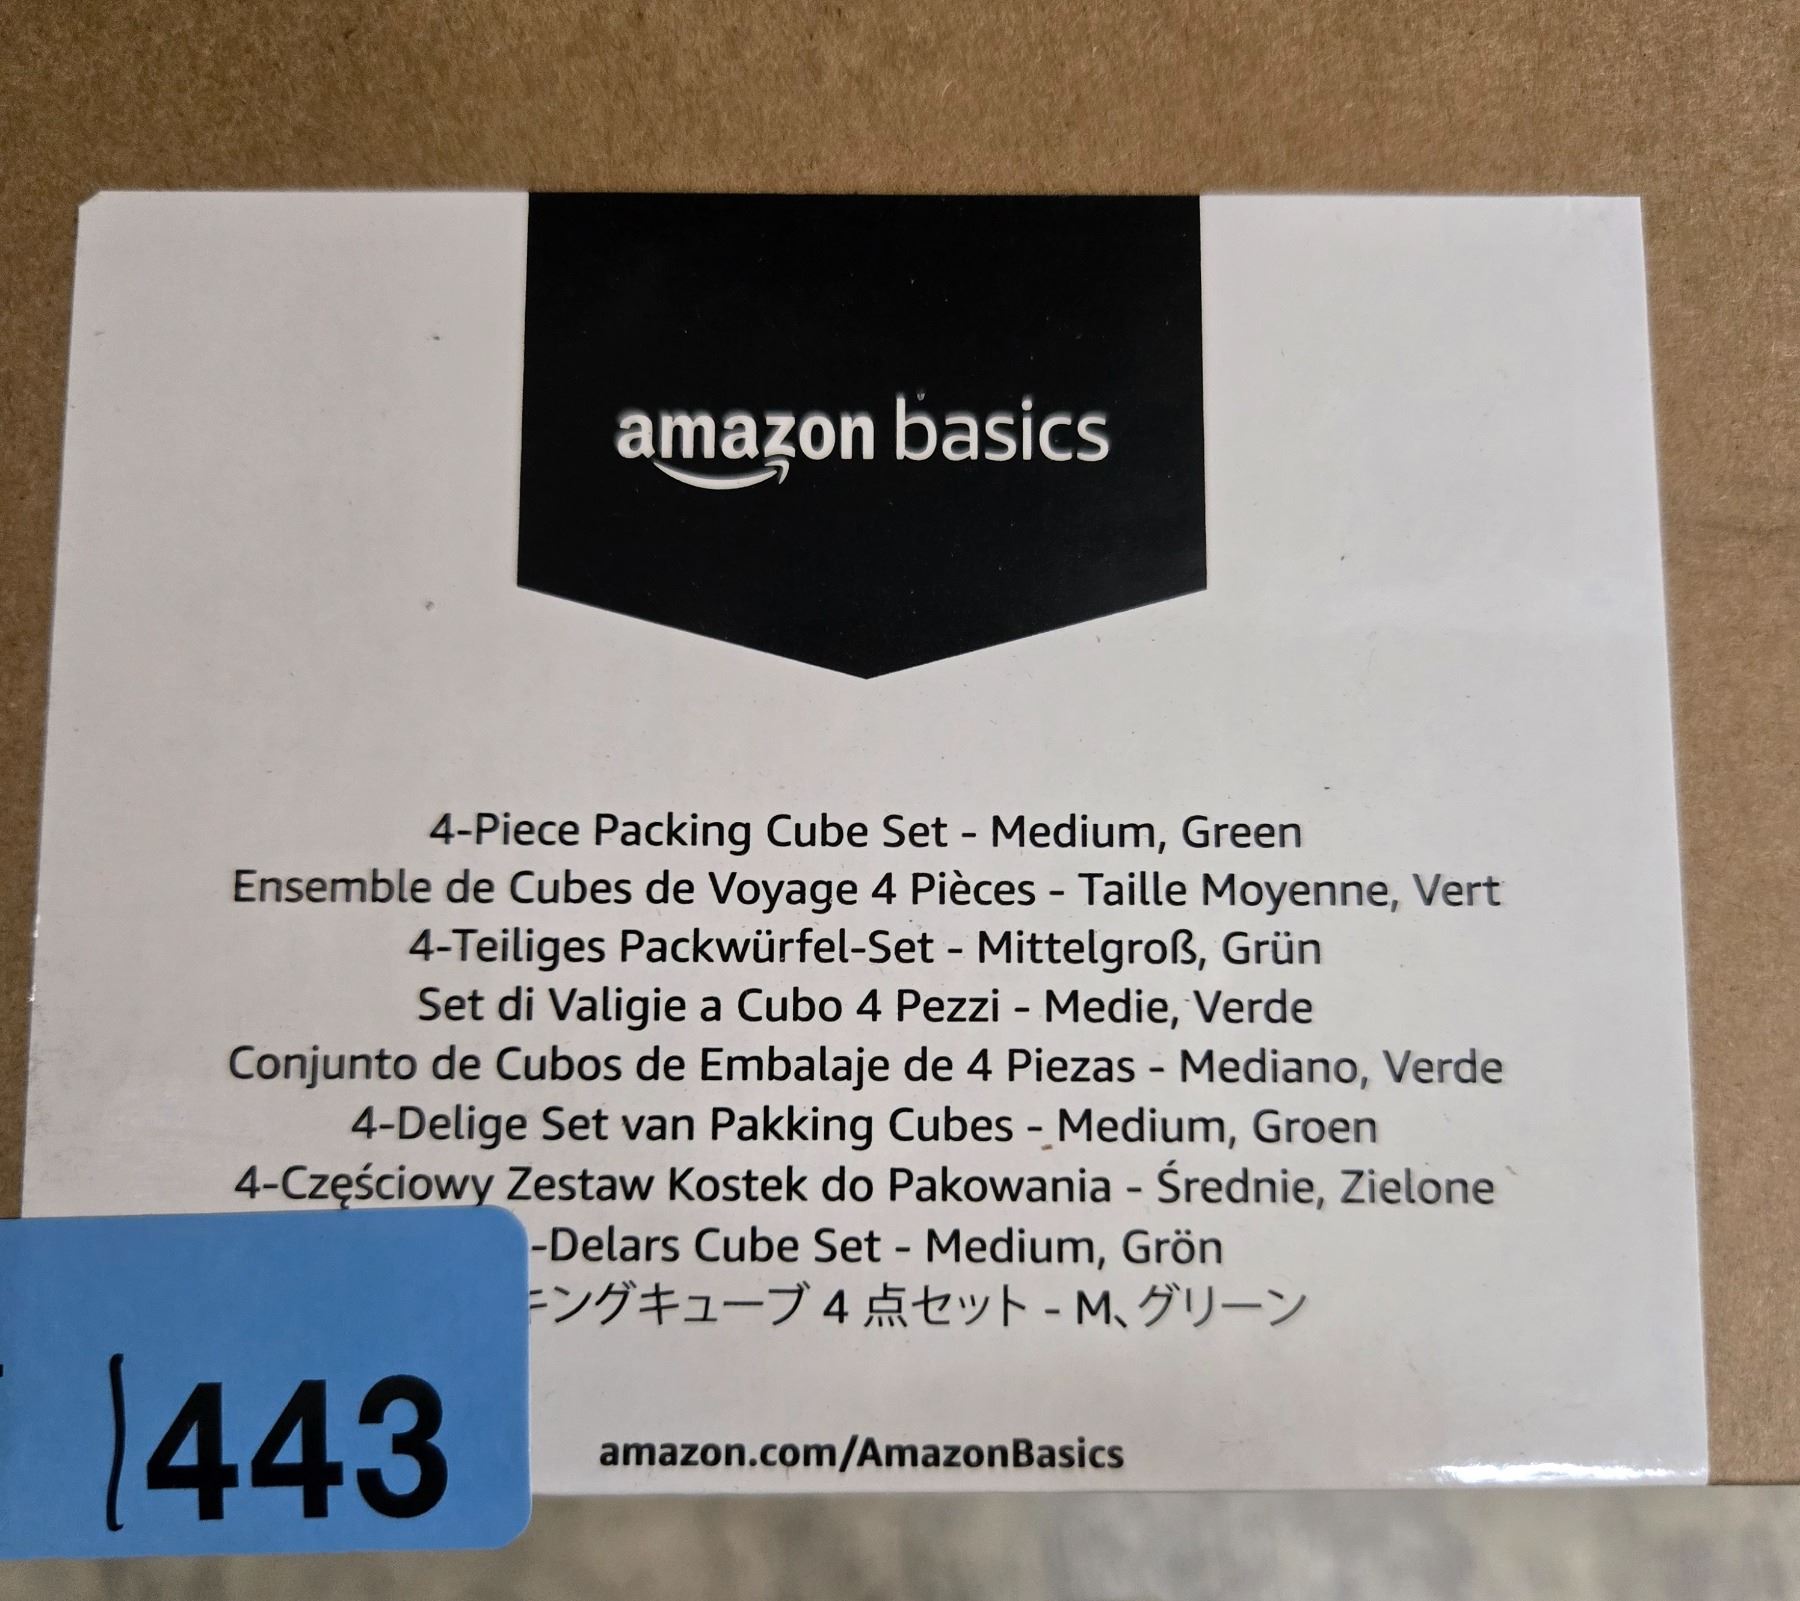 amazon basics
4-Piece Packing Cube Set - Medium, Green
Ensemble de Cubes de Voyage 4 Pièces - Taille Moyenne, Vert
4-Teiliges Packwürfel-Set - Mittelgroß, Grün
Set di Valigie a Cubo 4 Pezzi - Medie, Verde
Conjunto de Cubos de Embalaje de 4 Piezas - Mediano, Verde
4-Delige Set van Pakking Cubes - Medium, Groen
4-Częściowy Zestaw Kostek do Pakowania - Średnie, Zielone
-Delars Cube Set - Medium, Grön
ングキューブ 4 点セット - M、グリーン
1443
amazon.com/AmazonBasics